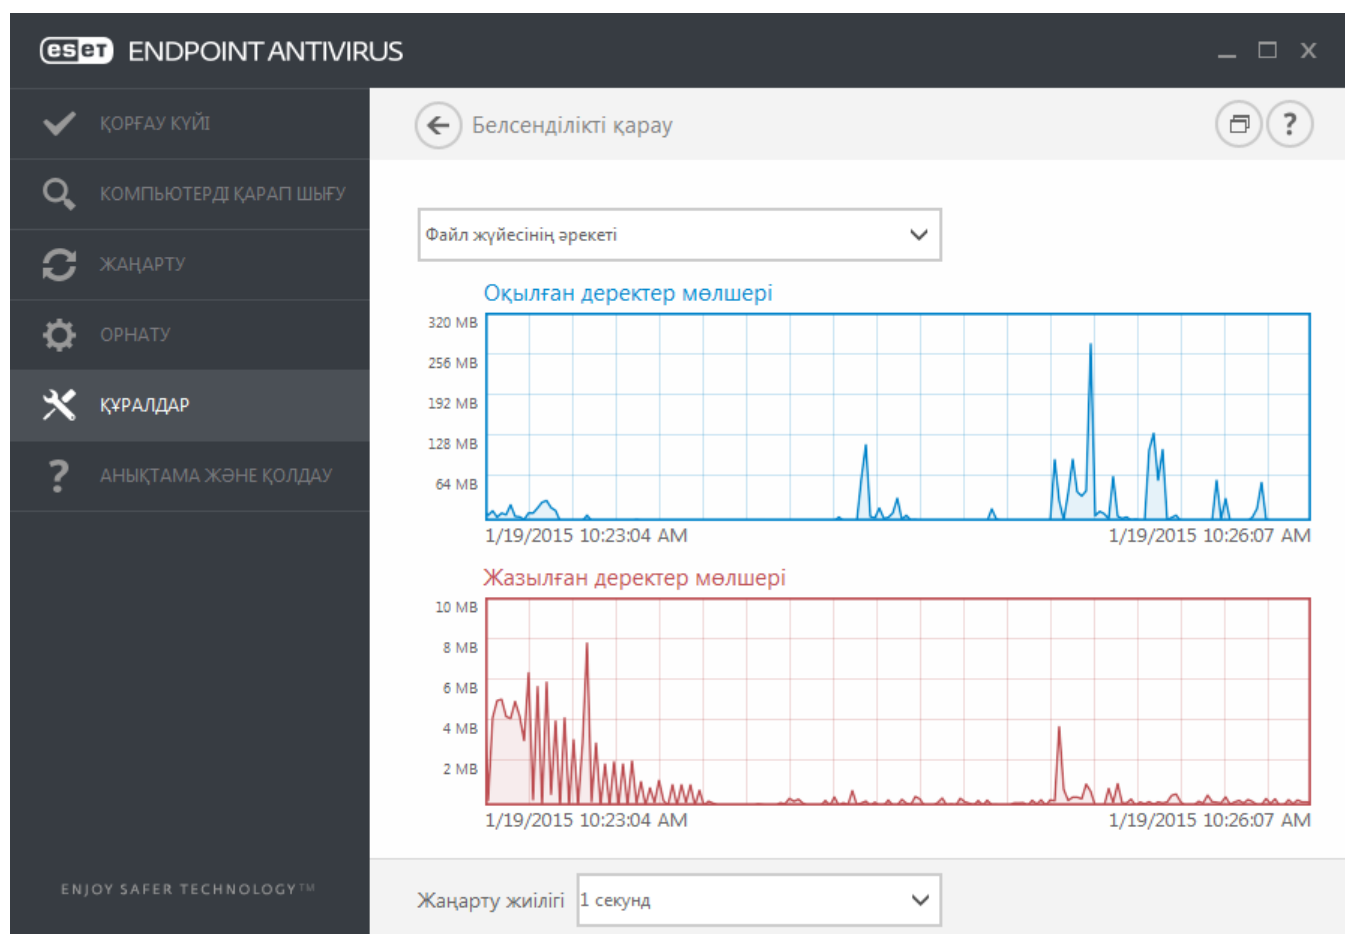 eset ENDPOINT ANTIVIRUS
ҚОРҒАУ КҮЙІ
КОМПЬЮТЕРДІ ҚАРАП ШЫҒУ
ЖАҢАРТУ
ОРНАТУ
ҚҰРАЛДАР
АНЫҚТАМА ЖӘНЕ ҚОЛДАУ
ENJOY SAFER TECHNOLOGY™
Белсенділікті қарау
Файл жүйесінің әрекеті
Оқылған деректер мөлшері
320 MB
256 MB
192 MB
128 MB
64 MB
1/19/2015 10:23:04 AM 1/19/2015 10:26:07 AM
Жазылған деректер мөлшері
10 MB
8 MB
6 MB
4 MB
2 MB
1/19/2015 10:23:04 AM 1/19/2015 10:26:07 AM
Жаңарту жиілігі 1 секунд